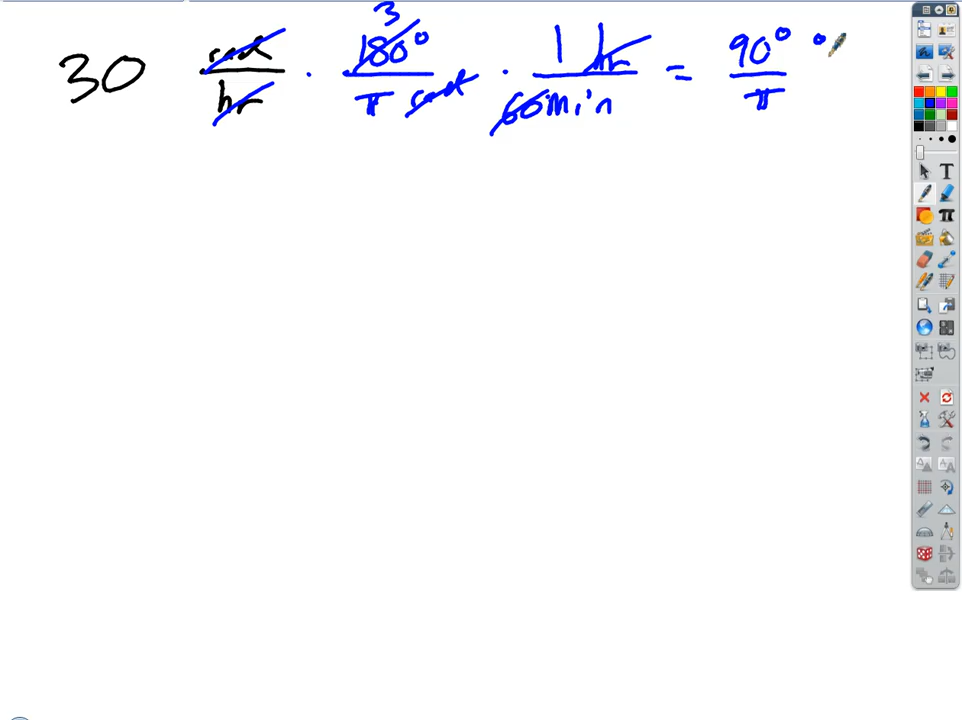 30 rad/hr · 180° 3/π rad · 1 hr/60 min = 90°/π °
T
π